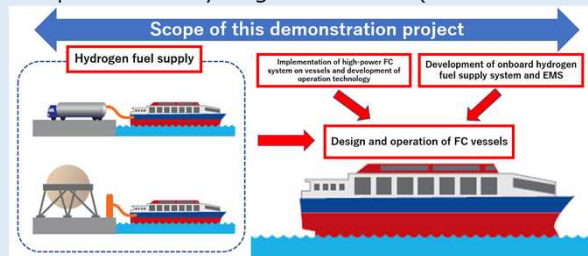 Scope of this demonstration project
Hydrogen fuel supply
Implementation of high-power FC
system on vessels and development of
operation technology
Development of onboard hydrogen
fuel supply system and EMS
Design and operation of FC vessels